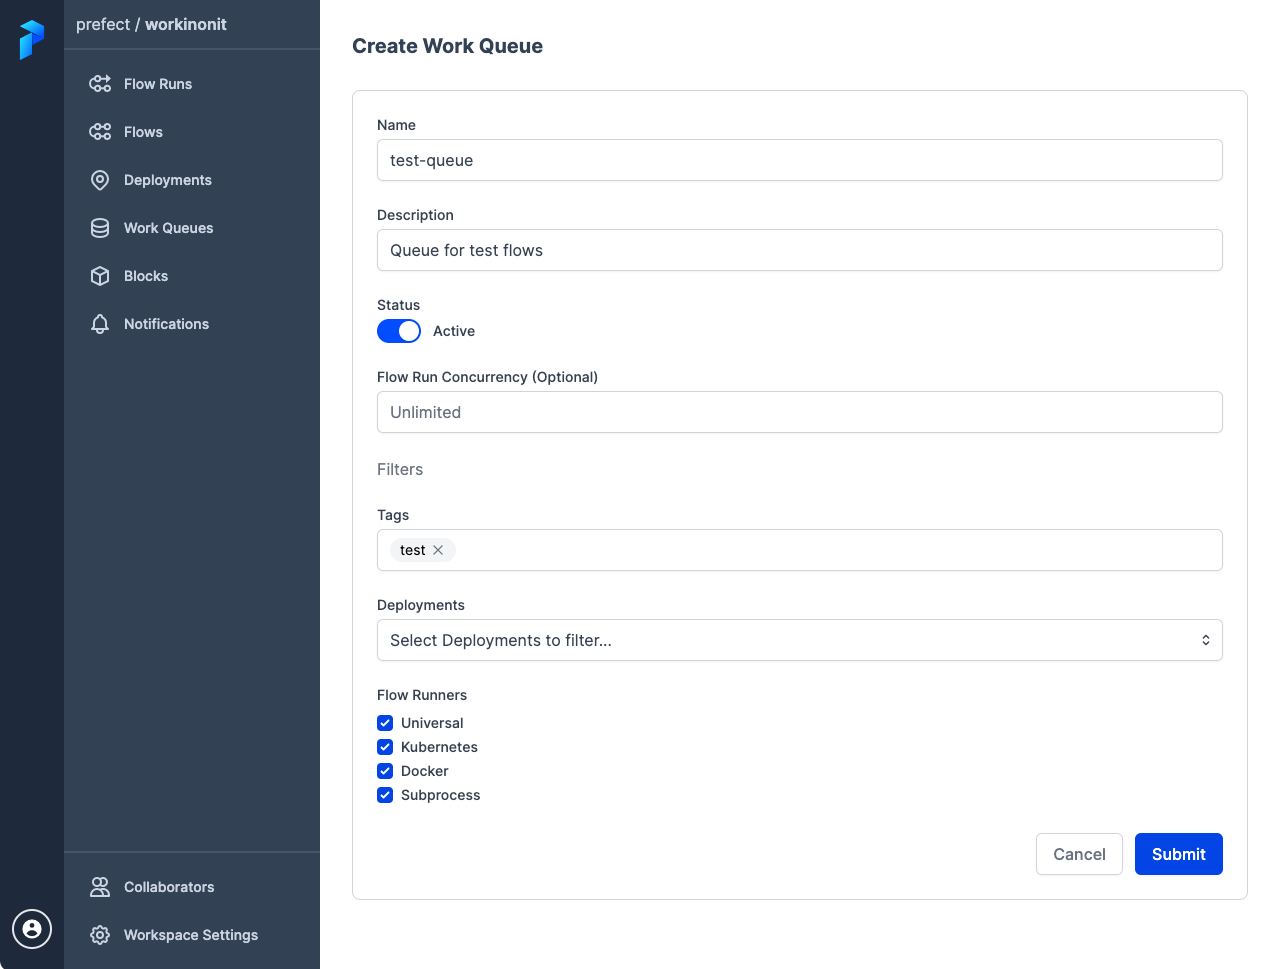 prefect / workinonit
Flow Runs
Flows
Deployments
Work Queues
Blocks
Notifications
Collaborators
Workspace Settings
Create Work Queue
Name
test-queue
Description
Queue for test flows
Status
Active
Flow Run Concurrency (Optional)
Unlimited
Filters
Tags
test
Deployments
Select Deployments to filter...
Flow Runners
Universal
Kubernetes
Docker
Subprocess
Cancel
Submit